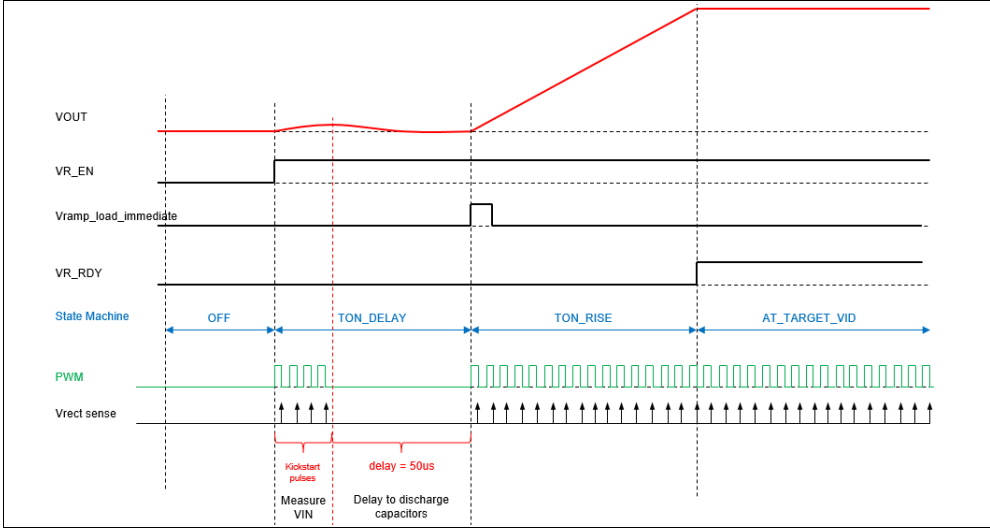 VOUT
VR_EN
Vramp_load_immediate
VR_RDY
State Machine
OFF
TON_DELAY
TON_RISE
AT_TARGET_VID
PWM
Vrect sense
Kickstart
pulses
delay = 50us
Measure
VIN
Delay to discharge
capacitors